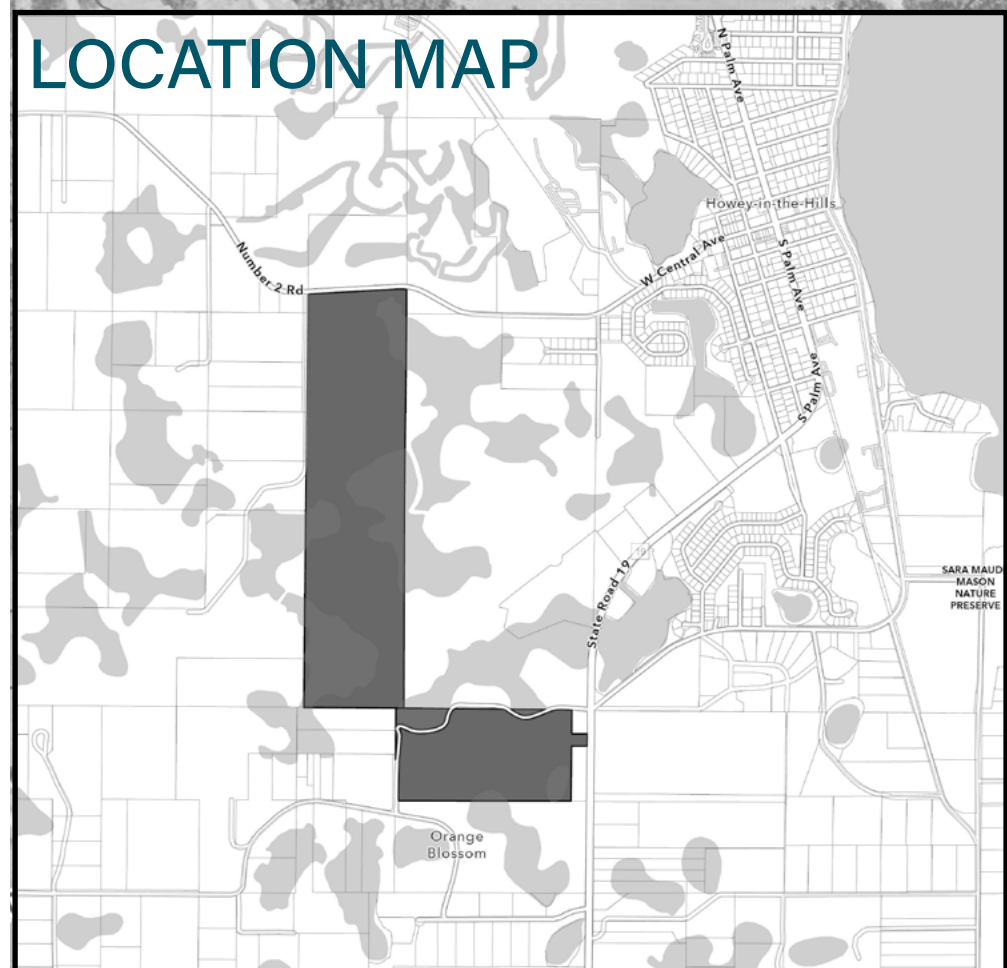 LOCATION MAP
N Palm Ave
Howey-in-the-Hills
W Central Ave
Number 2 Rd
S Palm Ave
S Palm Ave
19
State Road 19
SARA MAUD
MASON
NATURE
PRESERVE
Orange
Blossom